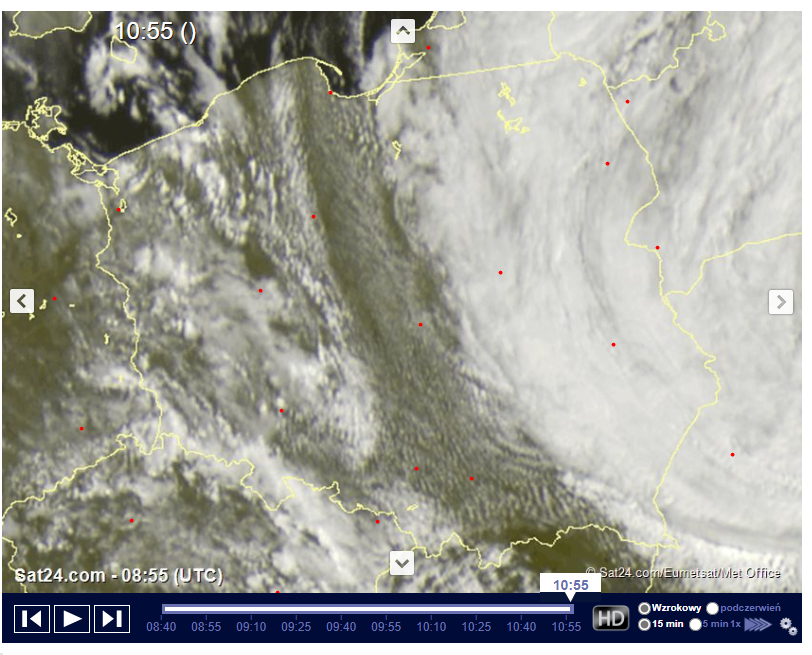 10:55 ()
Sat24.com - 08:55 (UTC)
© Sat24.com/Eumetsat/Met Office
10:55
08:40 08:55 09:10 09:25 09:40 09:55 10:10 10:25 10:40 10:55
HD
Wzrokowy podczerwień
15 min 5 min 1x